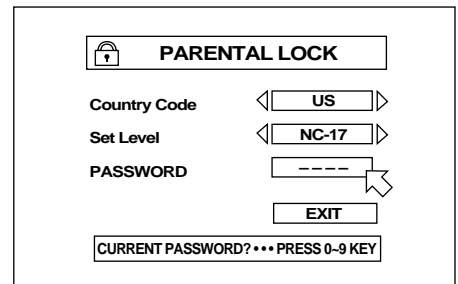 PARENTAL LOCK
Country Code US
Set Level NC-17
PASSWORD – – – –
EXIT
CURRENT PASSWORD? ••• PRESS 0~9 KEY